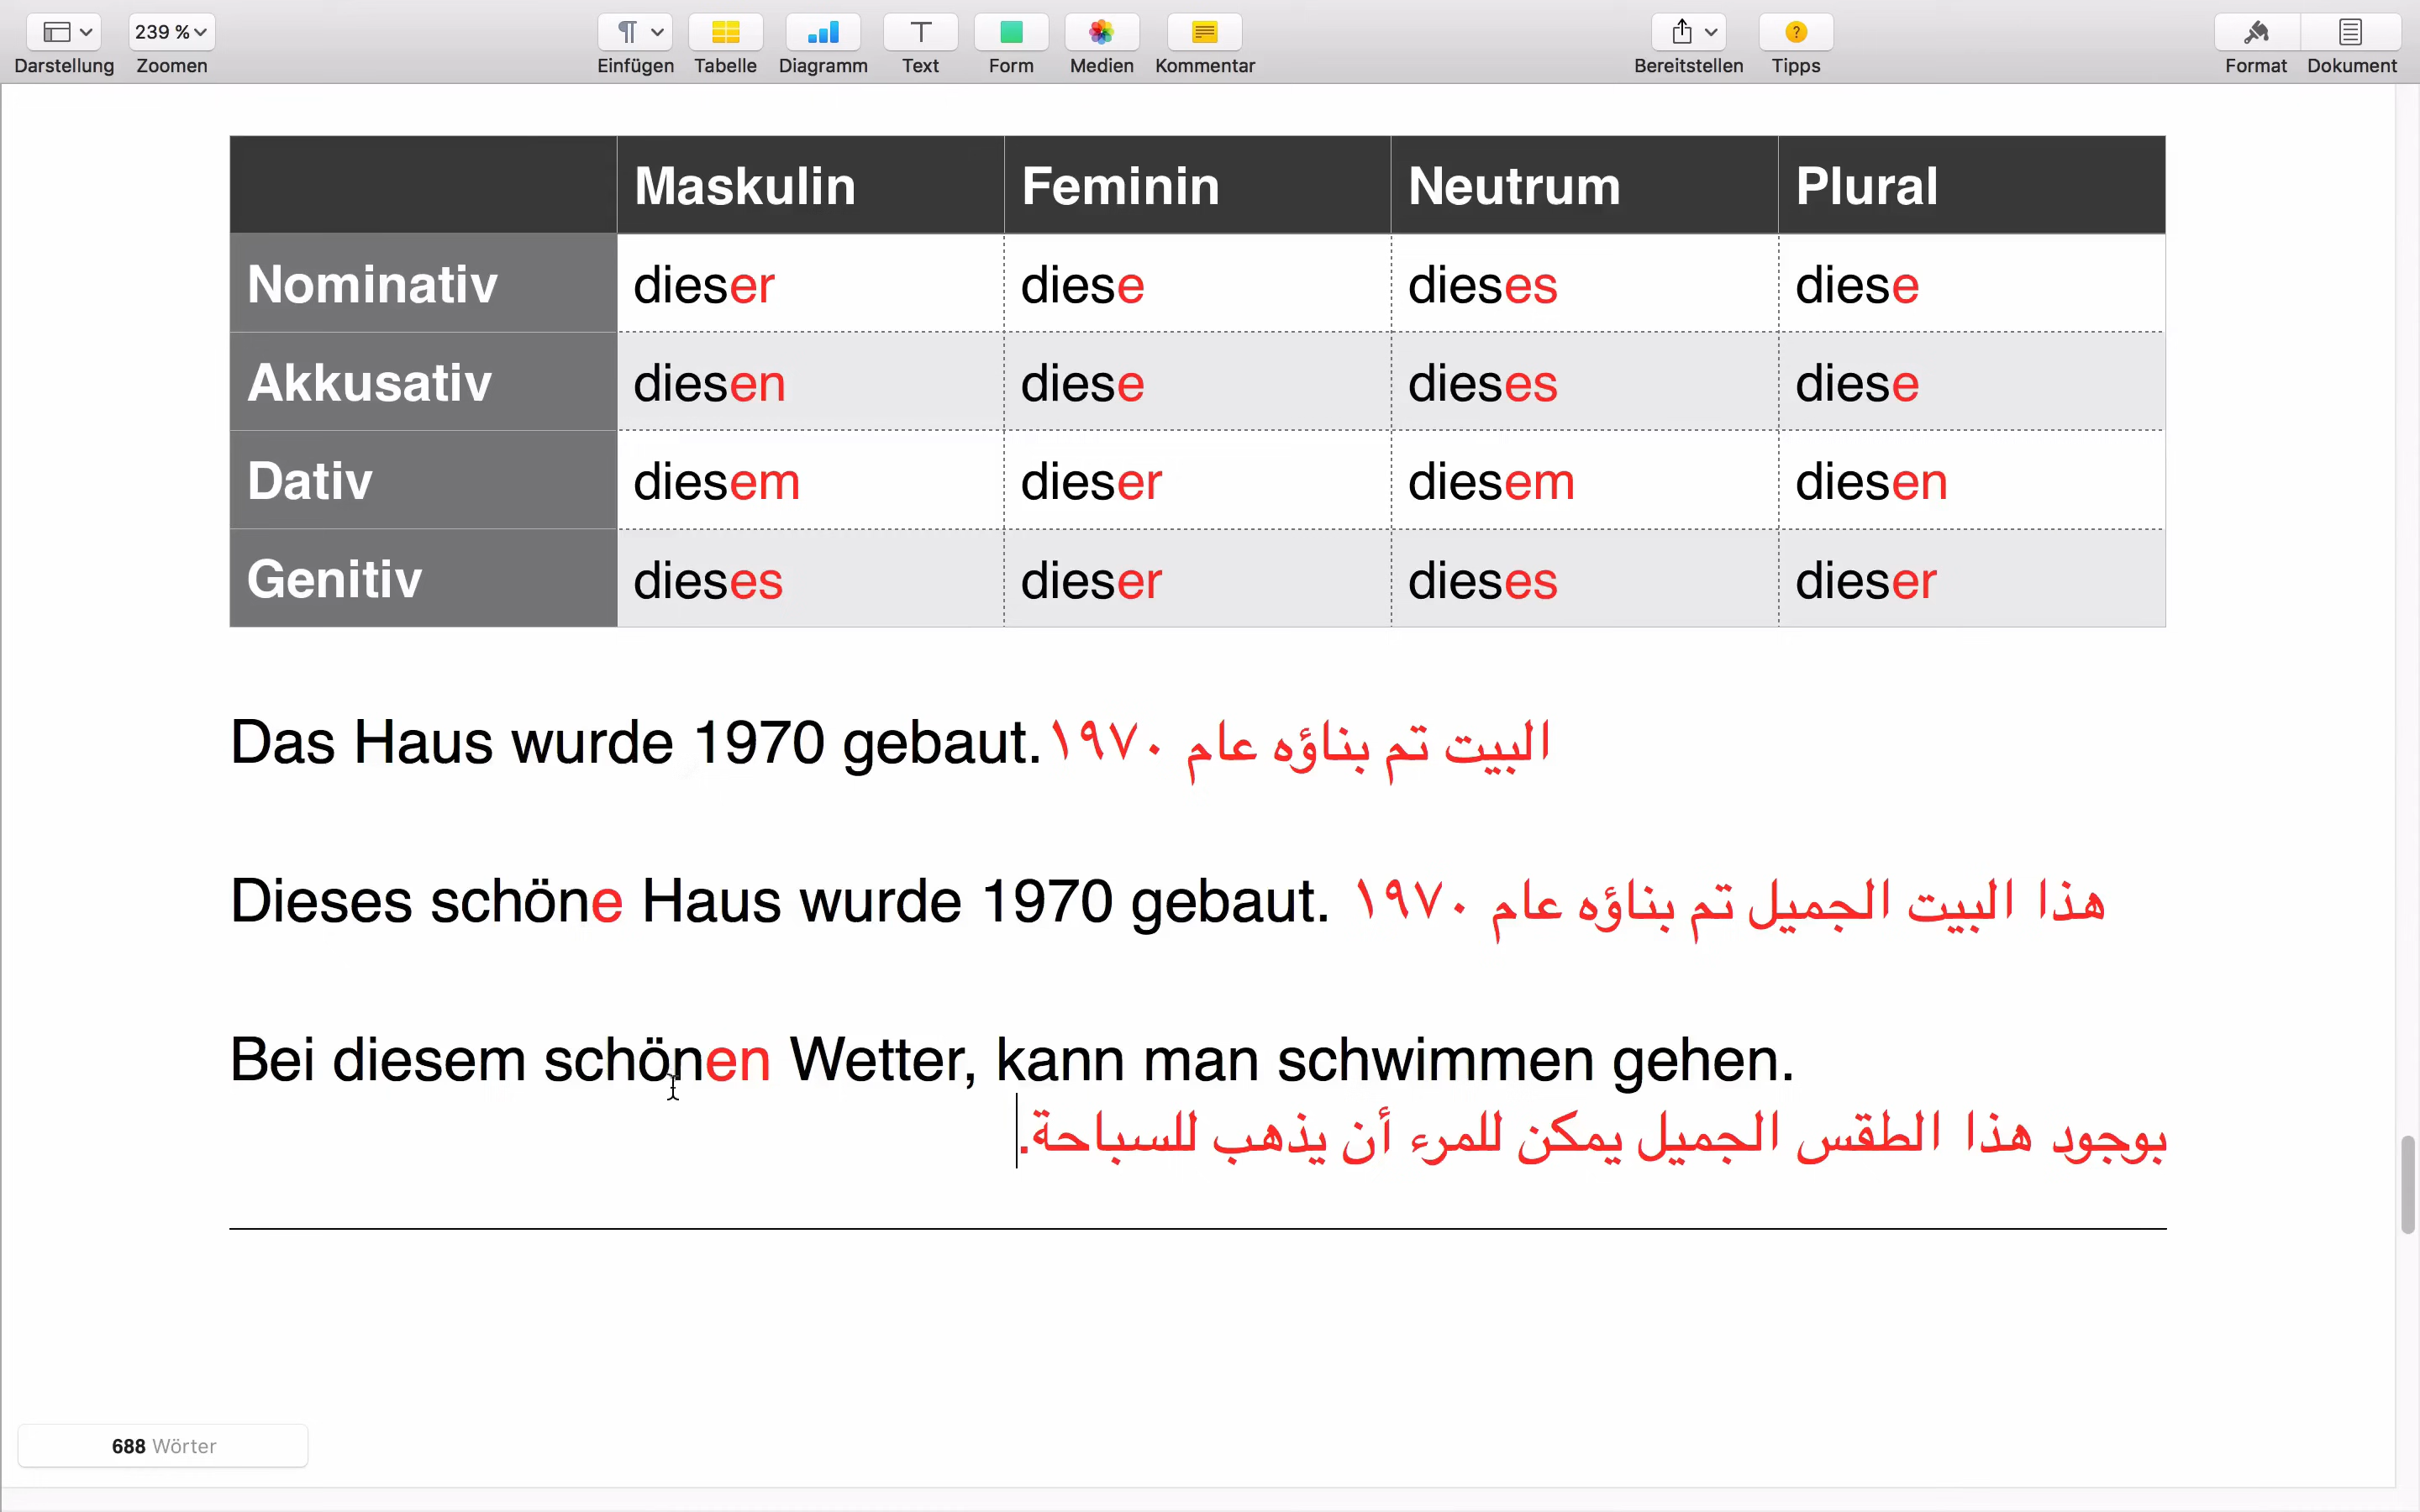 239 %
Darstellung Zoomen Einfügen Tabelle Diagramm Text Form Medien Kommentar Bereitstellen Tipps Format Dokument
Maskulin Feminin Neutrum Plural
Nominativ dieser diese dieses diese
Akkusativ diesen diese dieses diese
Dativ diesem dieser diesem diesen
Genitiv dieses dieser dieses dieser
Das Haus wurde 1970 gebaut. البيت تم بناؤه عام ١٩٧٠
Dieses schöne Haus wurde 1970 gebaut. هذا البيت الجميل تم بناؤه عام ١٩٧٠
Bei diesem schönen Wetter, kann man schwimmen gehen.
بوجود هذا الطقس الجميل يمكن للمرء أن يذهب للسباحة.
688 Wörter